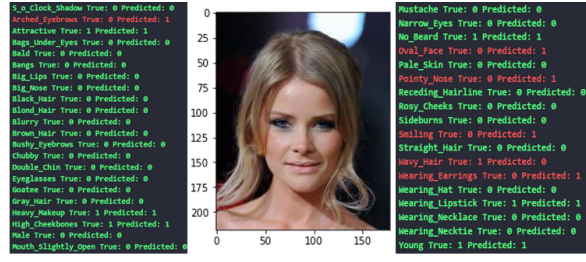 5_o_Clock_Shadow True: 0 Predicted: 0
Arched_Eyebrows True: 0 Predicted: 1
Attractive True: 1 Predicted: 1
Bags_Under_Eyes True: 0 Predicted: 0
Bald True: 0 Predicted: 0
Bangs True: 0 Predicted: 0
Big_Lips True: 0 Predicted: 0
Big_Nose True: 0 Predicted: 0
Black_Hair True: 0 Predicted: 0
Blond_Hair True: 0 Predicted: 0
Blurry True: 0 Predicted: 0
Brown_Hair True: 0 Predicted: 0
Bushy_Eyebrows True: 0 Predicted: 0
Chubby True: 0 Predicted: 0
Double_Chin True: 0 Predicted: 0
Eyeglasses True: 0 Predicted: 0
Goatee True: 0 Predicted: 0
Gray_Hair True: 0 Predicted: 0
Heavy_Makeup True: 1 Predicted: 1
High_Cheekbones True: 1 Predicted: 1
Male True: 0 Predicted: 0
Mouth_Slightly_Open True: 0 Predicted: 0
0
25
50
75
100
125
150
175
200
0 50 100 150
Mustache True: 0 Predicted: 0
Narrow_Eyes True: 0 Predicted: 0
No_Beard True: 1 Predicted: 1
Oval_Face True: 0 Predicted: 1
Pale_Skin True: 0 Predicted: 0
Pointy_Nose True: 0 Predicted: 1
Receding_Hairline True: 0 Predicted: 0
Rosy_Cheeks True: 0 Predicted: 0
Sideburns True: 0 Predicted: 0
Smiling True: 0 Predicted: 1
Straight_Hair True: 0 Predicted: 0
Wavy_Hair True: 1 Predicted: 0
Wearing_Earrings True: 0 Predicted: 1
Wearing_Hat True: 0 Predicted: 0
Wearing_Lipstick True: 1 Predicted: 1
Wearing_Necklace True: 0 Predicted: 0
Wearing_Necktie True: 0 Predicted: 0
Young True: 1 Predicted: 1